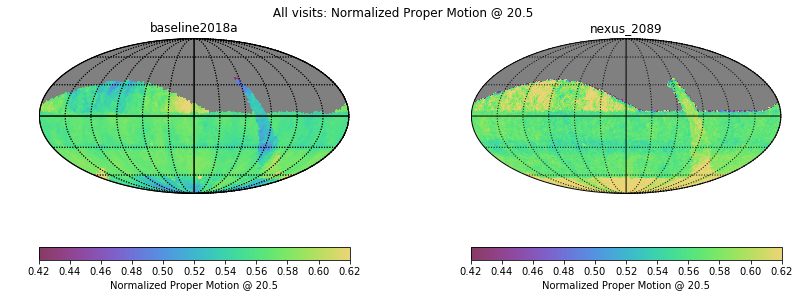 All visits: Normalized Proper Motion @ 20.5
baseline2018a
nexus_2089
0.42 0.44 0.46 0.48 0.50 0.52 0.54 0.56 0.58 0.60 0.62
Normalized Proper Motion @ 20.5
0.42 0.44 0.46 0.48 0.50 0.52 0.54 0.56 0.58 0.60 0.62
Normalized Proper Motion @ 20.5